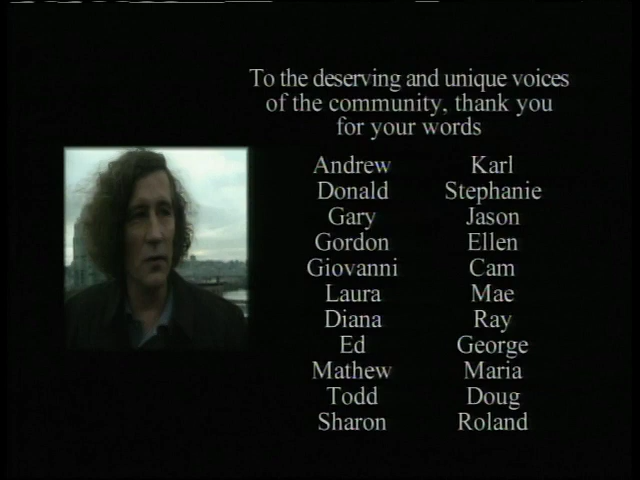 To the deserving and unique voices
of the community, thank you
for your words
Andrew Karl
Donald Stephanie
Gary Jason
Gordon Ellen
Giovanni Cam
Laura Mae
Diana Ray
Ed George
Mathew Maria
Todd Doug
Sharon Roland